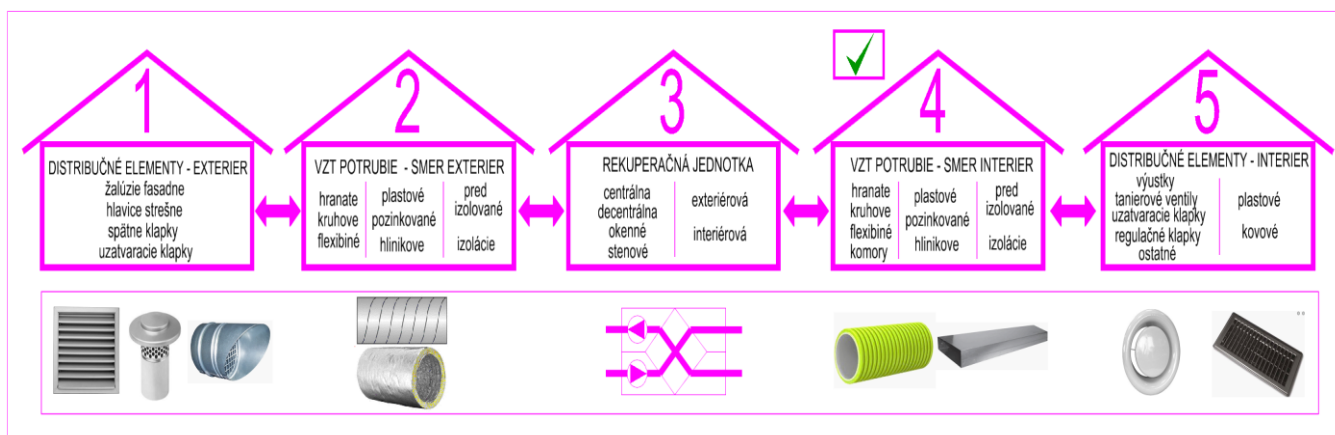 1
DISTRIBUČNÉ ELEMENTY - EXTERIER
žalúzie fasadne
hlavice strešne
spätne klapky
uzatvaracie klapky
2
VZT POTRUBIE - SMER EXTERIER
hranate
kruhove
flexibiné
plastové
pozinkované
hlinikove
pred
izolované
izolácie
3
REKUPERAČNÁ JEDNOTKA
centrálna
decentrálna
okenné
stenové
exteriérová
interiérová
4
VZT POTRUBIE - SMER INTERIER
hranate
kruhove
flexibiné
komory
plastové
pozinkované
hlinikove
pred
izolované
izolácie
5
DISTRIBUČNÉ ELEMENTY - INTERIER
výustky
tanierové ventily
uzatvaracie klapky
regulačné klapky
ostatné
plastové
kovové